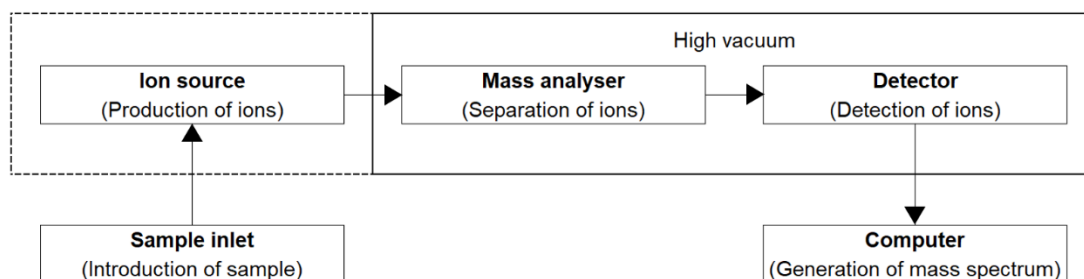 High vacuum
Ion source
(Production of ions)
Mass analyser
(Separation of ions)
Detector
(Detection of ions)
Sample inlet
(Introduction of sample)
Computer
(Generation of mass spectrum)